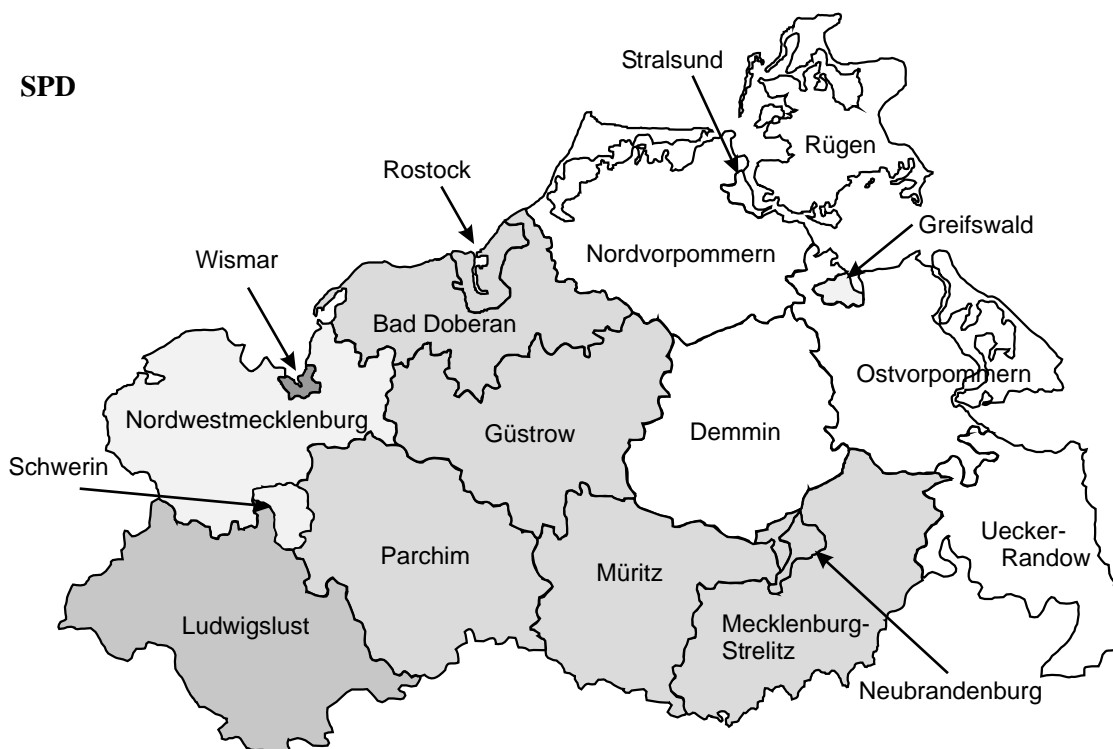 SPD
Stralsund
Rügen
Rostock
Greifswald
Nordvorpommern
Wismar
Bad Doberan
Ostvorpommern
Nordwestmecklenburg
Güstrow
Demmin
Schwerin
Uecker-
Randow
Parchim
Müritz
Ludwigslust
Mecklenburg-
Strelitz
Neubrandenburg